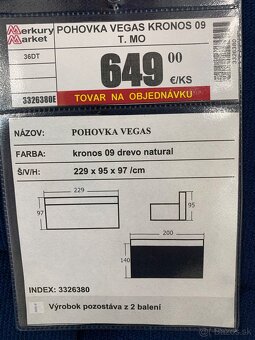 Merkury
Market
POHOVKA VEGAS KRONOS 09
T. MO
36DT
649 00
€/KS
3326380E
TOVAR NA OBJEDNÁVKU
NÁZOV: POHOVKA VEGAS
FARBA: kronos 09 drevo natural
Š/V/H: 229 x 95 x 97 /cm
229
97
95
200
140
INDEX: 3326380
Výrobok pozostáva z 2 balení
bazar.sk